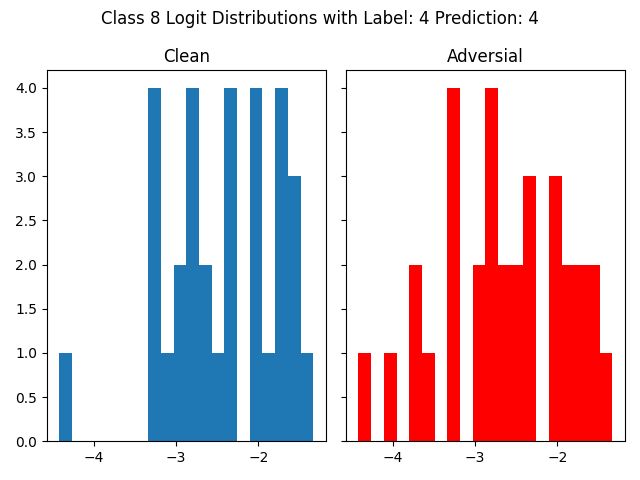 Class 8 Logit Distributions with Label: 4 Prediction: 4
Clean
Adversial
4.0
3.5
3.0
2.5
2.0
1.5
1.0
0.5
0.0
−4 −3 −2
−4 −3 −2